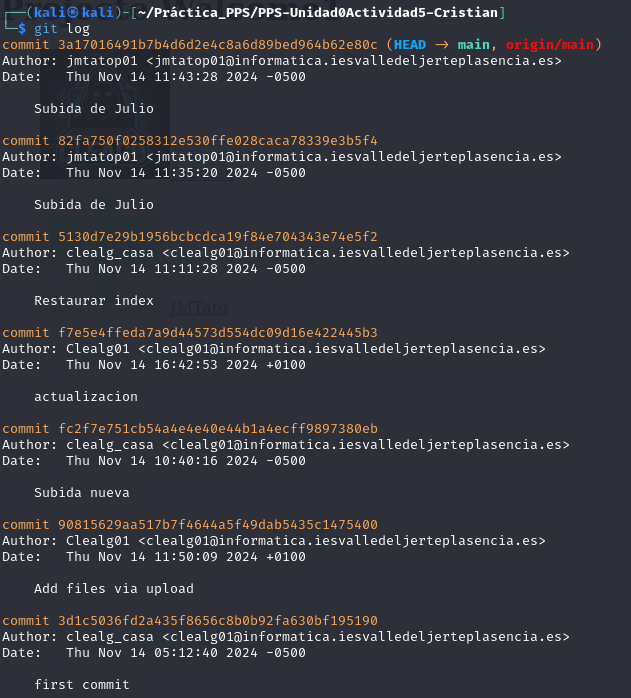 ┌──(kali㉿kali)-[~/Práctica_PPS/PPS-Unidad0Actividad5-Cristian]
└─$ git log
commit 3a17016491b7b4d6d2e4c8a6d89bed964b62e80c (HEAD -> main, origin/main)
Author: jmtatop01 <jmtatop01@informatica.iesvalledeljerteplasencia.es>
Date:   Thu Nov 14 11:43:28 2024 -0500
Subida de Julio
commit 82fa750f0258312e530ffe028caca78339e3b5f4
Author: jmtatop01 <jmtatop01@informatica.iesvalledeljerteplasencia.es>
Date:   Thu Nov 14 11:35:20 2024 -0500
Subida de Julio
commit 5130d7e29b1956bcbcdca19f84e704343e74e5f2
Author: clealg_casa <clealg01@informatica.iesvalledeljerteplasencia.es>
Date:   Thu Nov 14 11:11:28 2024 -0500
Restaurar index
JMTato
commit f7e5e4ffeda7a9d44573d554dc09d16e422445b3
Author: Clealg01 <clealg01@informatica.iesvalledeljerteplasencia.es>
Date:   Thu Nov 14 16:42:53 2024 +0100
actualizacion
commit fc2f7e751cb54a4e4e40e44b1a4ecff9897380eb
Author: clealg_casa <clealg01@informatica.iesvalledeljerteplasencia.es>
Date:   Thu Nov 14 10:40:16 2024 -0500
Subida nueva
commit 90815629aa517b7f4644a5f49dab5435c1475400
Author: Clealg01 <clealg01@informatica.iesvalledeljerteplasencia.es>
Date:   Thu Nov 14 11:50:09 2024 +0100
Add files via upload
commit 3d1c5036fd2a435f8656c8b0b92fa630bf195190
Author: clealg_casa <clealg01@informatica.iesvalledeljerteplasencia.es>
Date:   Thu Nov 14 05:12:40 2024 -0500
first commit